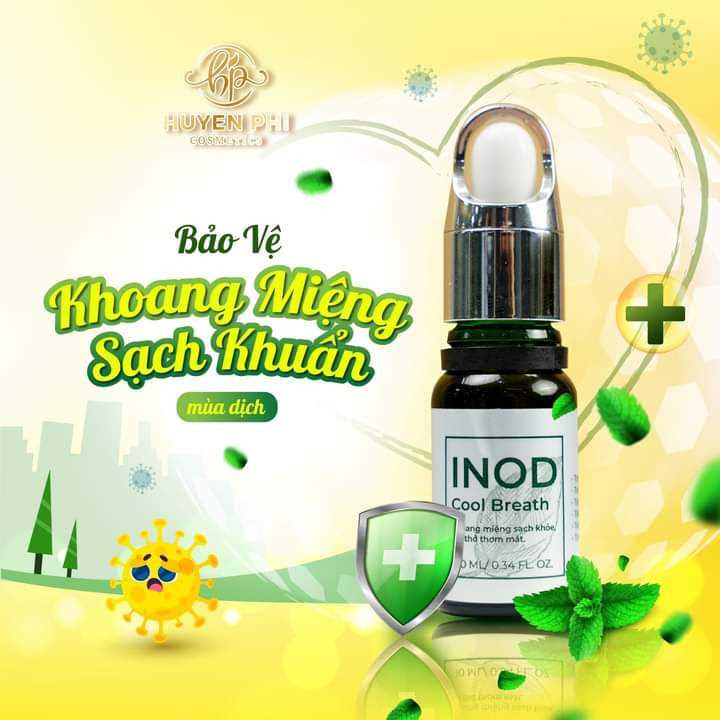 HUYEN PHI
COSMETICS
Bảo Vệ
Khoang Miệng
Sạch Khuẩn
mùa dịch
INOD
Cool Breath
miệng sạch khỏe,
thở thơm mát.
ML/ 0.34 FL. OZ.